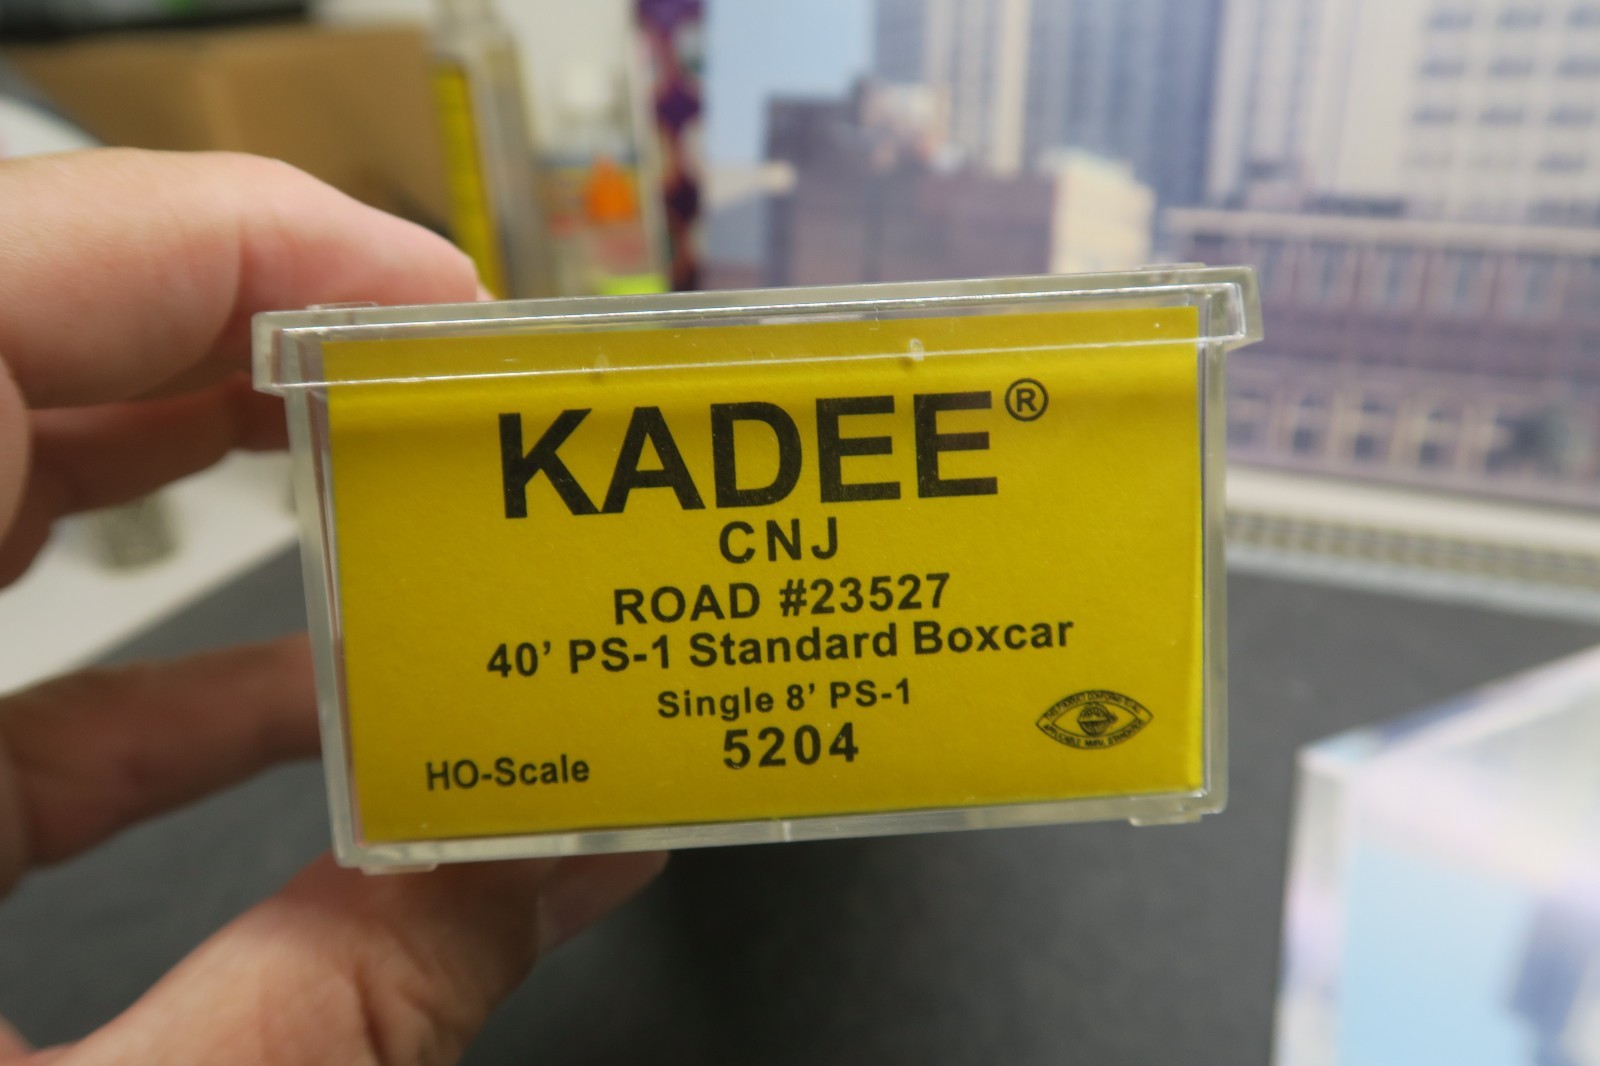 KADEE®
CNJ
ROAD #23527
40' PS-1 Standard Boxcar
Single 8' PS-1
5204
HO-Scale